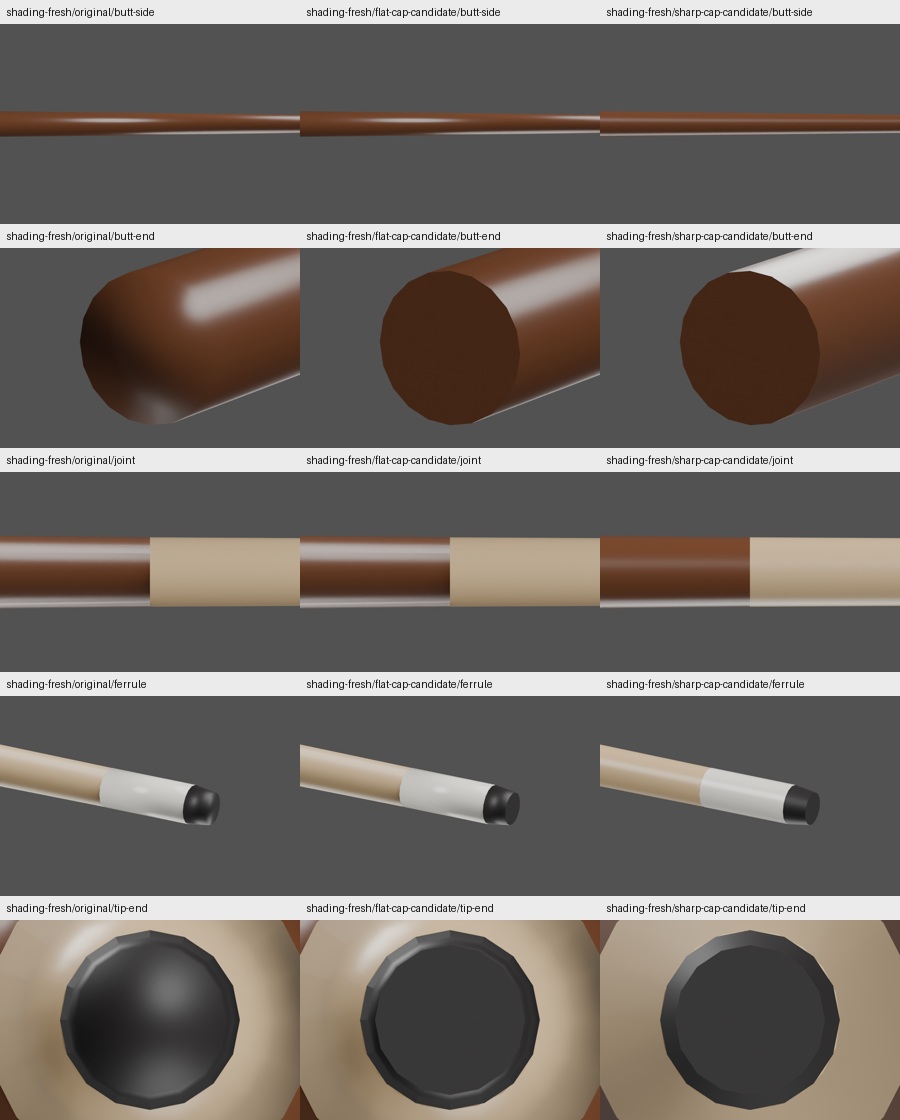 shading-fresh/original/butt-side
shading-fresh/flat-cap-candidate/butt-side
shading-fresh/sharp-cap-candidate/butt-side
shading-fresh/original/butt-end
shading-fresh/flat-cap-candidate/butt-end
shading-fresh/sharp-cap-candidate/butt-end
shading-fresh/original/joint
shading-fresh/flat-cap-candidate/joint
shading-fresh/sharp-cap-candidate/joint
shading-fresh/original/ferrule
shading-fresh/flat-cap-candidate/ferrule
shading-fresh/sharp-cap-candidate/ferrule
shading-fresh/original/tip-end
shading-fresh/flat-cap-candidate/tip-end
shading-fresh/sharp-cap-candidate/tip-end